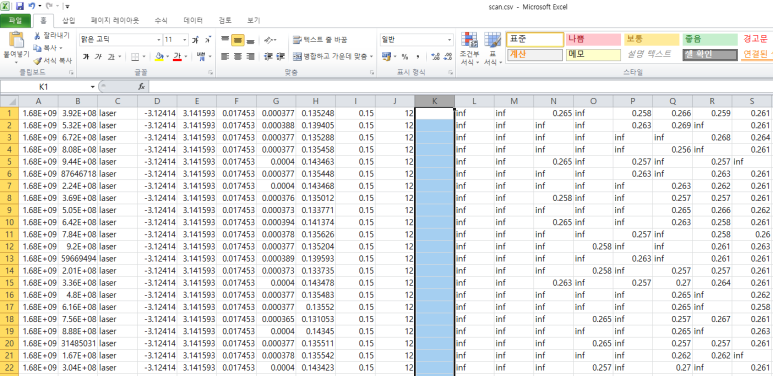 scan.csv - Microsoft Excel
파일 홈 삽입 페이지 레이아웃 수식 데이터 검토 보기
붙여넣기 잘라내기 복사 서식 복사
맑은 고딕 11 가 가
가 가 가
텍스트 줄 바꿈
병합하고 가운데 맞춤
일반
조건부 서식 표 서식
표준 나쁨 보통 좋음 경고문
계산 메모 설명 텍스트 셀 확인 연결된
클립보드 글꼴 맞춤 표시 형식 스타일
K1 fx
A B C D E F G H I J K L M N O P Q R S
1 1.68E+09 3.92E+08 laser -3.12414 3.141593 0.017453 0.000377 0.135248 0.15 12 inf inf 0.265 inf 0.258 0.266 0.259 0.261
2 1.68E+09 5.32E+08 laser -3.12414 3.141593 0.017453 0.000388 0.139405 0.15 12 inf inf inf inf 0.263 0.269 inf 0.261
3 1.68E+09 6.72E+08 laser -3.12414 3.141593 0.017453 0.000377 0.135288 0.15 12 inf inf inf inf inf inf 0.268 0.264
4 1.68E+09 8.08E+08 laser -3.12414 3.141593 0.017453 0.000377 0.135458 0.15 12 inf inf inf inf inf 0.256 inf 0.261
5 1.68E+09 9.44E+08 laser -3.12414 3.141593 0.017453 0.0004 0.143463 0.15 12 inf inf 0.265 inf 0.257 inf 0.257 inf
6 1.68E+09 87646718 laser -3.12414 3.141593 0.017453 0.000377 0.135448 0.15 12 inf inf inf inf 0.263 inf 0.263 0.261
7 1.68E+09 2.24E+08 laser -3.12414 3.141593 0.017453 0.0004 0.143468 0.15 12 inf inf inf inf inf 0.263 0.262 0.261
8 1.68E+09 3.69E+08 laser -3.12414 3.141593 0.017453 0.000376 0.135012 0.15 12 inf inf 0.258 inf inf 0.257 0.257 0.261
9 1.68E+09 5.05E+08 laser -3.12414 3.141593 0.017453 0.000373 0.133771 0.15 12 inf inf inf inf inf 0.265 0.266 0.262
10 1.68E+09 6.42E+08 laser -3.12414 3.141593 0.017453 0.000394 0.141374 0.15 12 inf inf 0.265 inf inf 0.263 0.258 0.261
11 1.68E+09 7.84E+08 laser -3.12414 3.141593 0.017453 0.000378 0.135626 0.15 12 inf inf inf inf 0.257 inf 0.258 0.26
12 1.68E+09 9.2E+08 laser -3.12414 3.141593 0.017453 0.000377 0.135204 0.15 12 inf inf inf 0.258 inf inf 0.261 0.263
13 1.68E+09 59669494 laser -3.12414 3.141593 0.017453 0.000389 0.139593 0.15 12 inf inf inf inf 0.263 inf 0.261 0.261
14 1.68E+09 2.01E+08 laser -3.12414 3.141593 0.017453 0.000373 0.133735 0.15 12 inf inf inf 0.258 inf 0.257 0.257 0.261
15 1.68E+09 3.36E+08 laser -3.12414 3.141593 0.017453 0.0004 0.143478 0.15 12 inf inf 0.263 inf 0.257 0.27 0.264 0.261
16 1.68E+09 4.8E+08 laser -3.12414 3.141593 0.017453 0.000377 0.135483 0.15 12 inf inf inf inf inf 0.265 inf 0.262
17 1.68E+09 6.16E+08 laser -3.12414 3.141593 0.017453 0.000377 0.13552 0.15 12 inf inf inf inf inf 0.265 inf 0.258
18 1.68E+09 7.56E+08 laser -3.12414 3.141593 0.017453 0.000365 0.131053 0.15 12 inf inf inf 0.265 inf 0.257 0.267 0.261
19 1.68E+09 8.88E+08 laser -3.12414 3.141593 0.017453 0.0004 0.14345 0.15 12 inf inf inf inf inf 0.265 inf 0.263
20 1.68E+09 31485031 laser -3.12414 3.141593 0.017453 0.000377 0.135511 0.15 12 inf inf inf 0.265 inf 0.257 0.257 0.261
21 1.68E+09 1.67E+08 laser -3.12414 3.141593 0.017453 0.000378 0.135542 0.15 12 inf inf inf inf inf 0.262 0.262 inf
22 1.68E+09 3.04E+08 laser -3.12414 3.141593 0.017453 0.0004 0.143423 0.15 12 inf inf inf 0.257 inf 0.27 inf 0.261